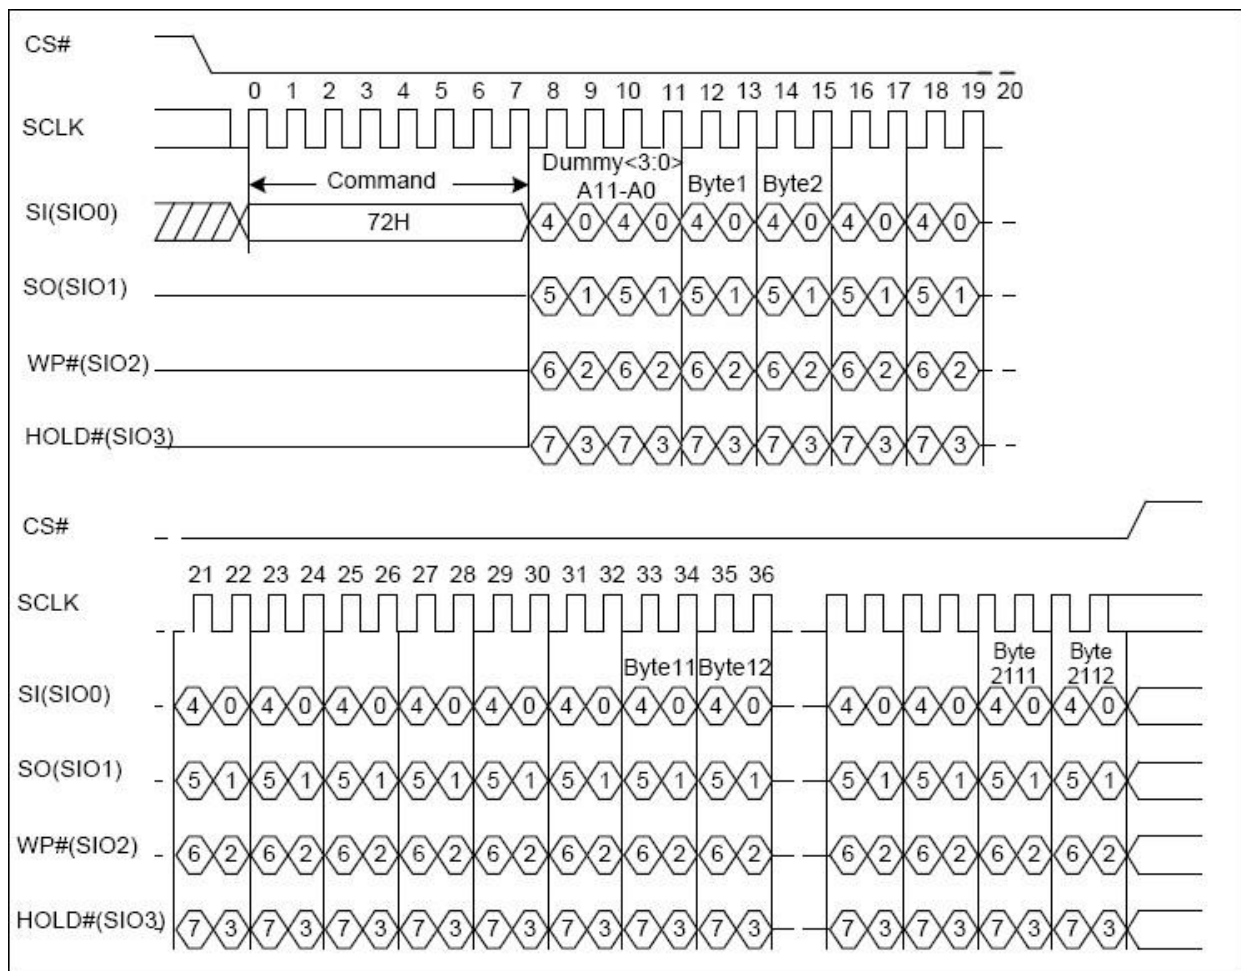 CS#
0 1 2 3 4 5 6 7 8 9 10 11 12 13 14 15 16 17 18 19 20
SCLK
Dummy<3:0>
Command
A11-A0 Byte1 Byte2
SI(SIO0) 72H 4 0 4 0 4 0 4 0 4 0 4 0
SO(SIO1) 5 1 5 1 5 1 5 1 5 1 5 1
WP#(SIO2) 6 2 6 2 6 2 6 2 6 2 6 2
HOLD#(SIO3) 7 3 7 3 7 3 7 3 7 3 7 3
CS#
21 22 23 24 25 26 27 28 29 30 31 32 33 34 35 36
SCLK
Byte11 Byte12 Byte Byte
2111 2112
SI(SIO0) 4 0 4 0 4 0 4 0 4 0 4 0 4 0 4 0 4 0 4 0 4 0 4 0
SO(SIO1) 5 1 5 1 5 1 5 1 5 1 5 1 5 1 5 1 5 1 5 1 5 1 5 1
WP#(SIO2) 6 2 6 2 6 2 6 2 6 2 6 2 6 2 6 2 6 2 6 2 6 2 6 2
HOLD#(SIO3) 7 3 7 3 7 3 7 3 7 3 7 3 7 3 7 3 7 3 7 3 7 3 7 3